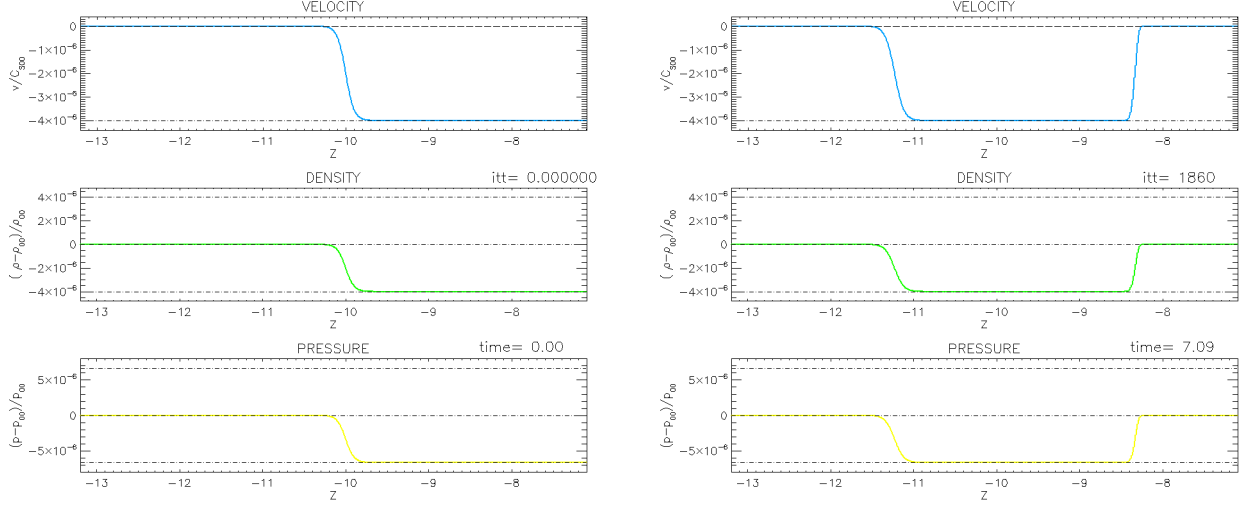 VELOCITY
v/C_S00
0
−1×10⁻⁶
−2×10⁻⁶
−3×10⁻⁶
−4×10⁻⁶
−13 −12 −11 −10 −9 −8
Z
DENSITY itt= 0.000000
(ρ−ρ₀₀)/ρ₀₀
4×10⁻⁶
2×10⁻⁶
0
−2×10⁻⁶
−4×10⁻⁶
−13 −12 −11 −10 −9 −8
Z
PRESSURE time= 0.00
(p−p₀₀)/p₀₀
5×10⁻⁶
0
−5×10⁻⁶
−13 −12 −11 −10 −9 −8
Z
VELOCITY
v/C_S00
0
−1×10⁻⁶
−2×10⁻⁶
−3×10⁻⁶
−4×10⁻⁶
−13 −12 −11 −10 −9 −8
Z
DENSITY itt= 1860
(ρ−ρ₀₀)/ρ₀₀
4×10⁻⁶
2×10⁻⁶
0
−2×10⁻⁶
−4×10⁻⁶
−13 −12 −11 −10 −9 −8
Z
PRESSURE time= 7.09
(p−p₀₀)/p₀₀
5×10⁻⁶
0
−5×10⁻⁶
−13 −12 −11 −10 −9 −8
Z